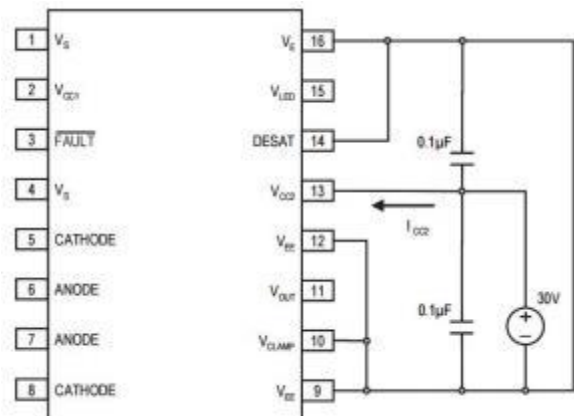 1 VS VE 16
2 VCC1 VLED 15
3 FAULT DESAT 14
0.1µF
4 VS VCC2 13
ICC2
5 CATHODE VEE 12
6 ANODE VOUT 11
0.1µF
30V
+
−
7 ANODE VCLAMP 10
8 CATHODE VEE 9